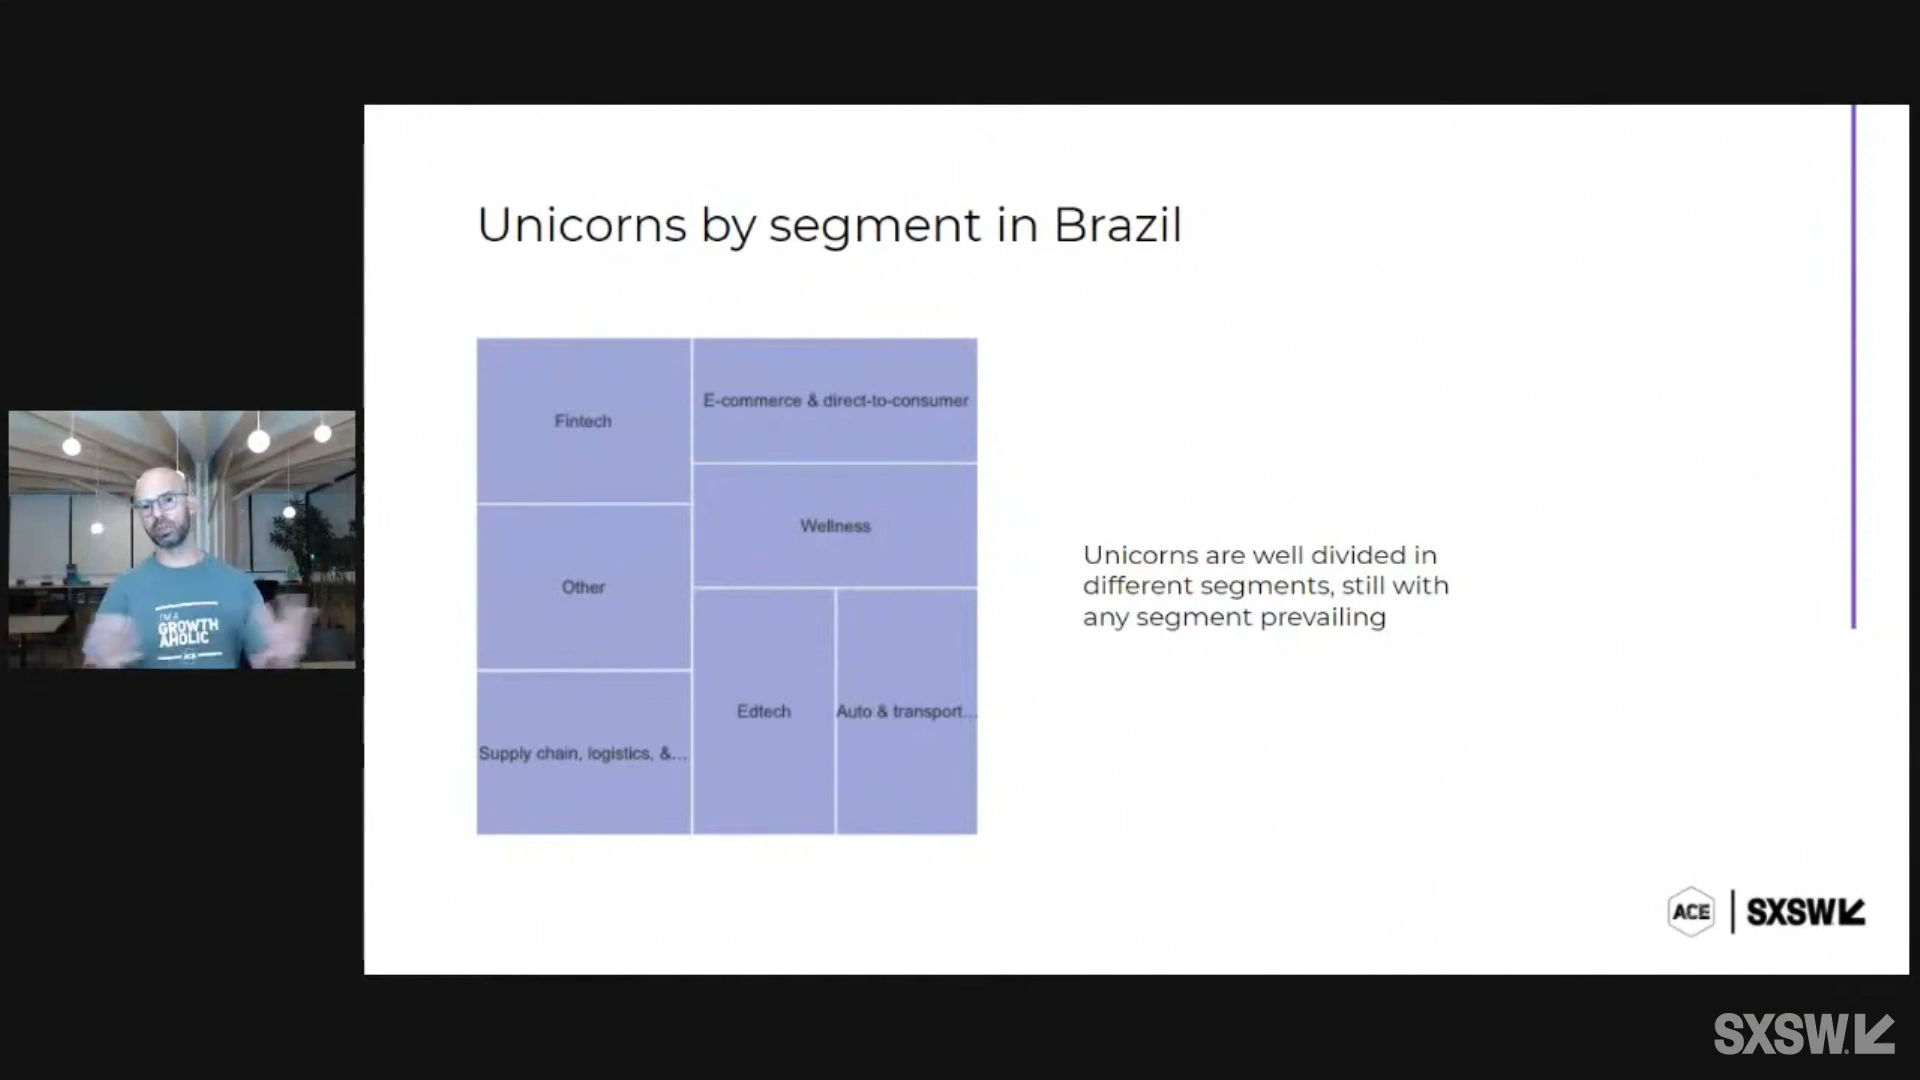 Unicorns by segment in Brazil
Fintech
E-commerce & direct-to-consumer
Wellness
Other
Edtech
Auto & transport...
Supply chain, logistics, &...
Unicorns are well divided in
different segments, still with
any segment prevailing
I'M A
GROWTH
AHOLIC
ACE
ACE | SXSW
SXSW.